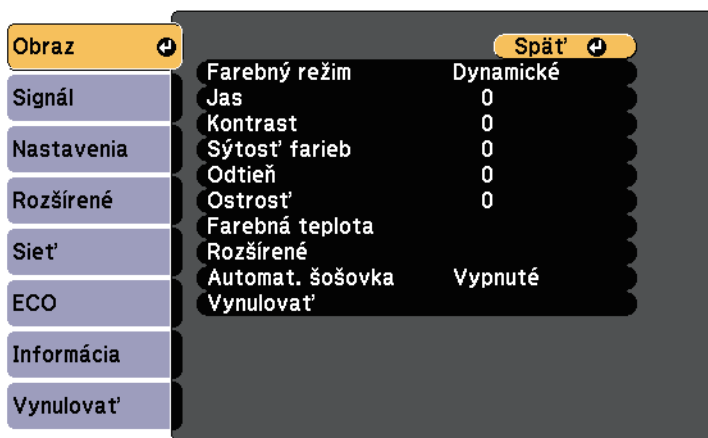 Obraz
Signál
Nastavenia
Rozšírené
Sieť
ECO
Informácia
Vynulovať
Späť
Farebný režim Dynamické
Jas 0
Kontrast 0
Sýtosť farieb 0
Odtieň 0
Ostrosť 0
Farebná teplota
Rozšírené
Automat. šošovka Vypnuté
Vynulovať